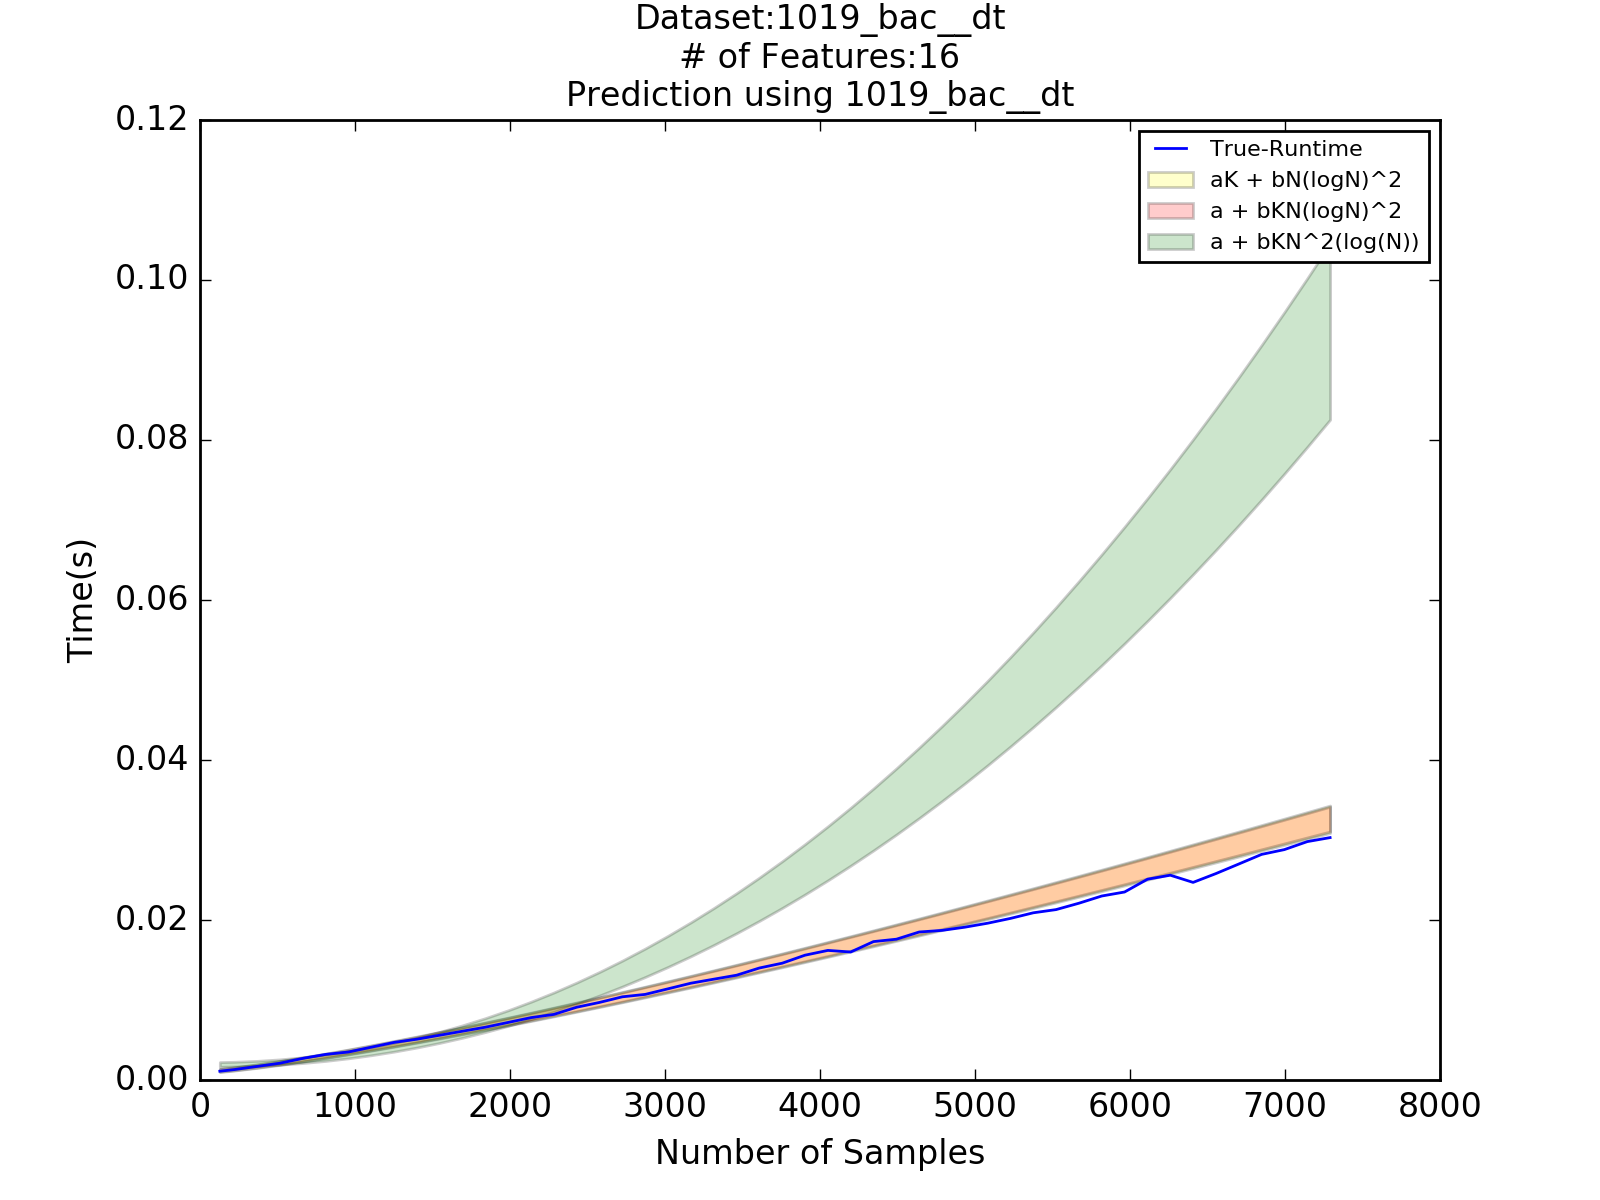 Dataset:1019_bac__dt
# of Features:16
Prediction using 1019_bac__dt
0.12
0.10
0.08
0.06
0.04
0.02
0.00
Time(s)
True-Runtime
aK + bN(logN)^2
a + bKN(logN)^2
a + bKN^2(log(N))
0 1000 2000 3000 4000 5000 6000 7000 8000
Number of Samples